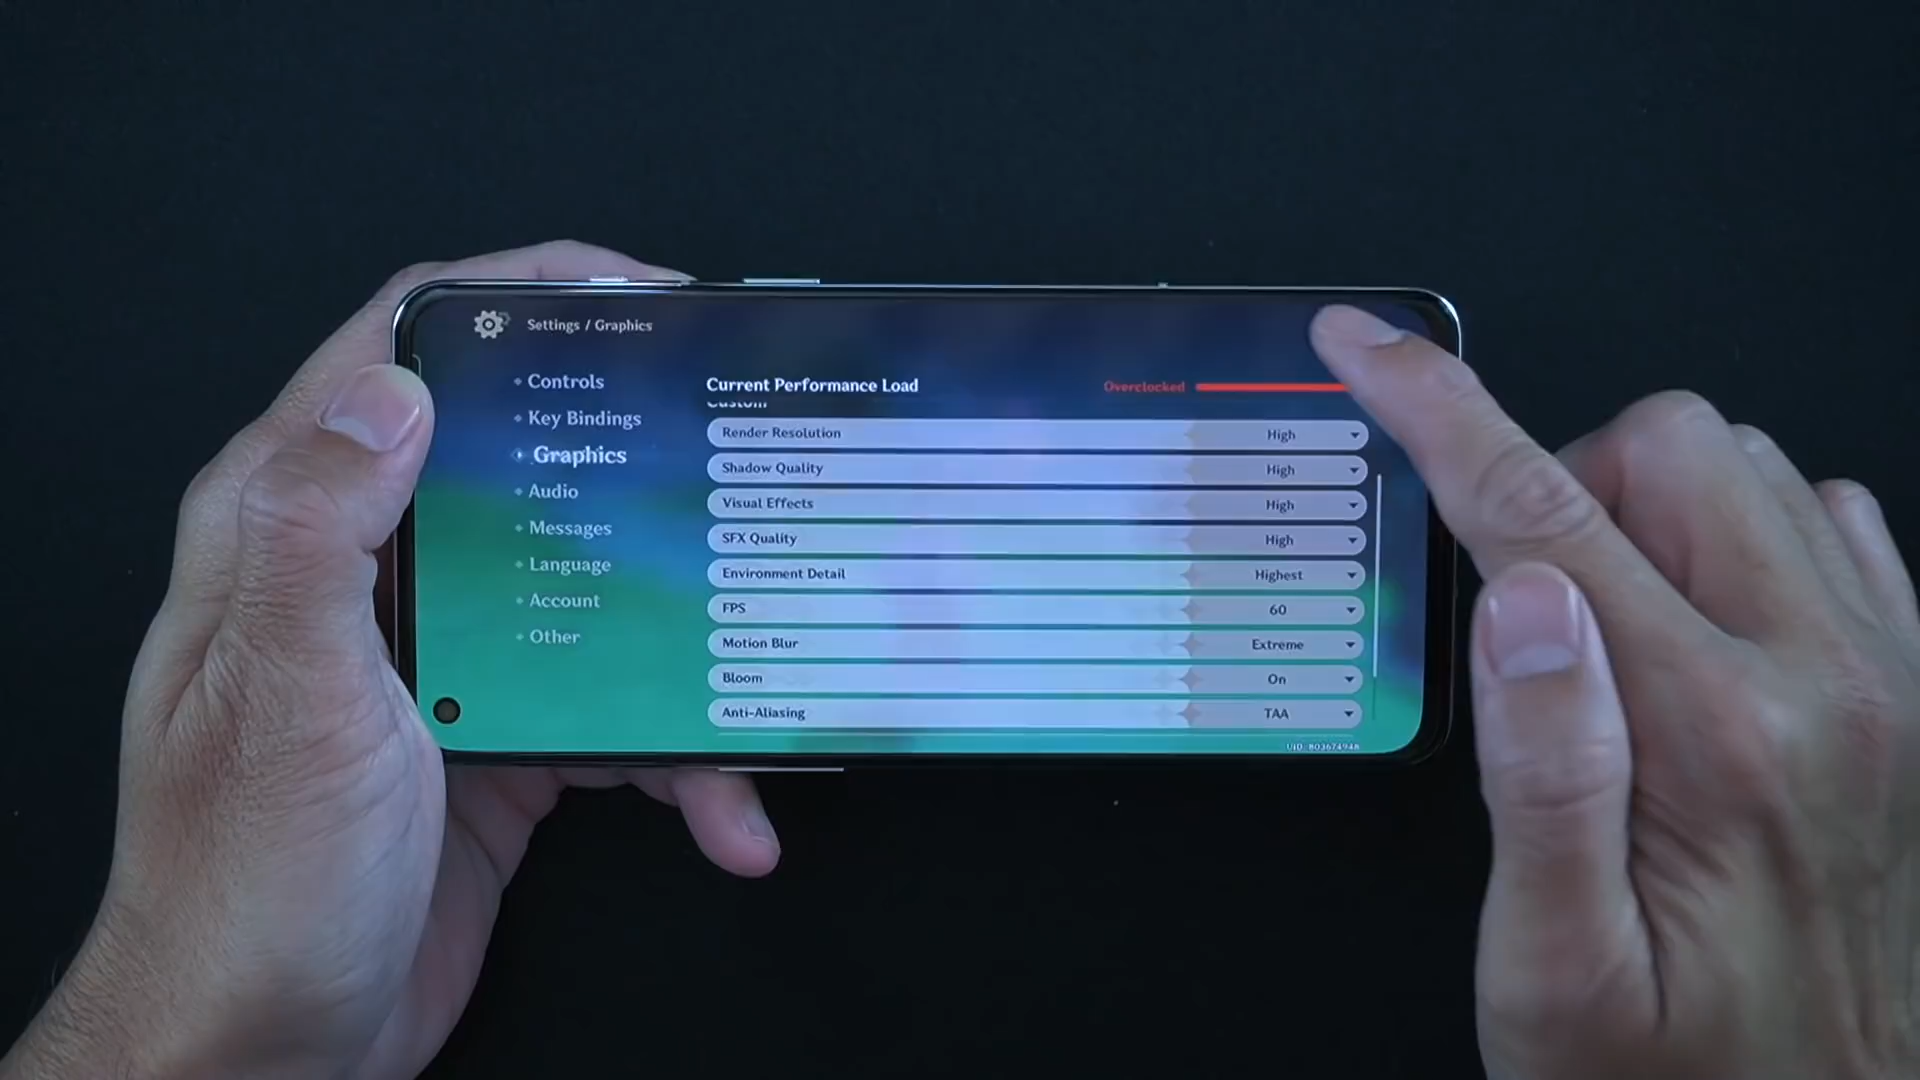 Settings / Graphics
Controls
Key Bindings
Graphics
Audio
Messages
Language
Account
Other
Current Performance Load
Overclocked
Custom
Render Resolution High
Shadow Quality High
Visual Effects High
SFX Quality High
Environment Detail Highest
FPS 60
Motion Blur Extreme
Bloom On
Anti-Aliasing TAA
UID: 803674948